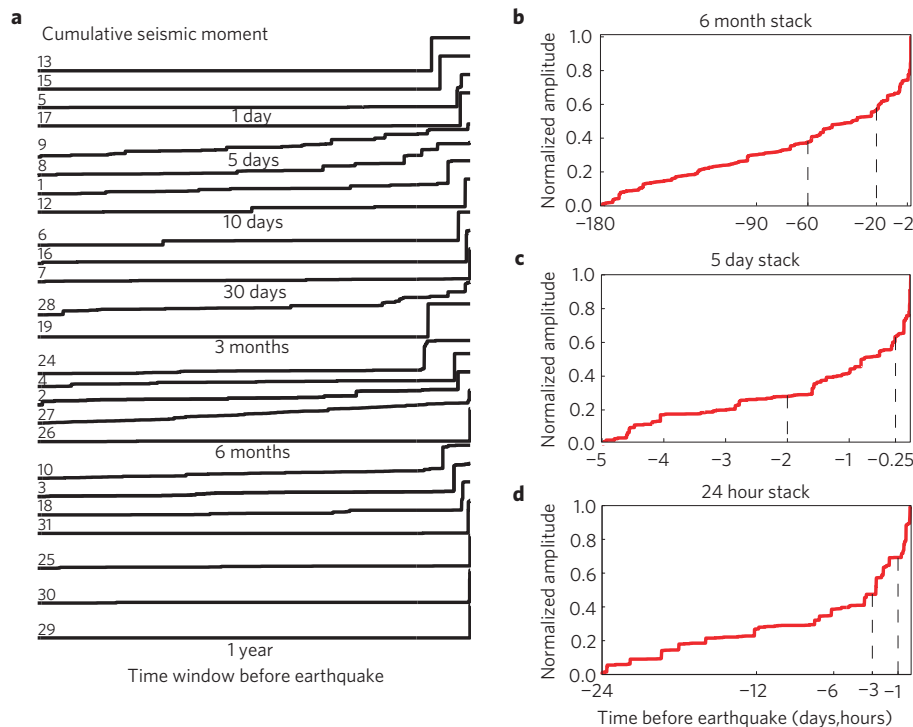 a
Cumulative seismic moment
13
15
5
1 day
17
9
5 days
8
1
12
10 days
6
16
7
30 days
28
19
3 months
24
4
2
27
26
6 months
10
3
18
31
25
30
29
1 year
Time window before earthquake
b
6 month stack
Normalized amplitude
1.0
0.8
0.6
0.4
0.2
0.0
−180 −90 −60 −20 −2
c
5 day stack
Normalized amplitude
1.0
0.8
0.6
0.4
0.2
0.0
−5 −4 −3 −2 −1 −0.25
d
24 hour stack
Normalized amplitude
1.0
0.8
0.6
0.4
0.2
0.0
−24 −12 −6 −3 −1
Time before earthquake (days,hours)